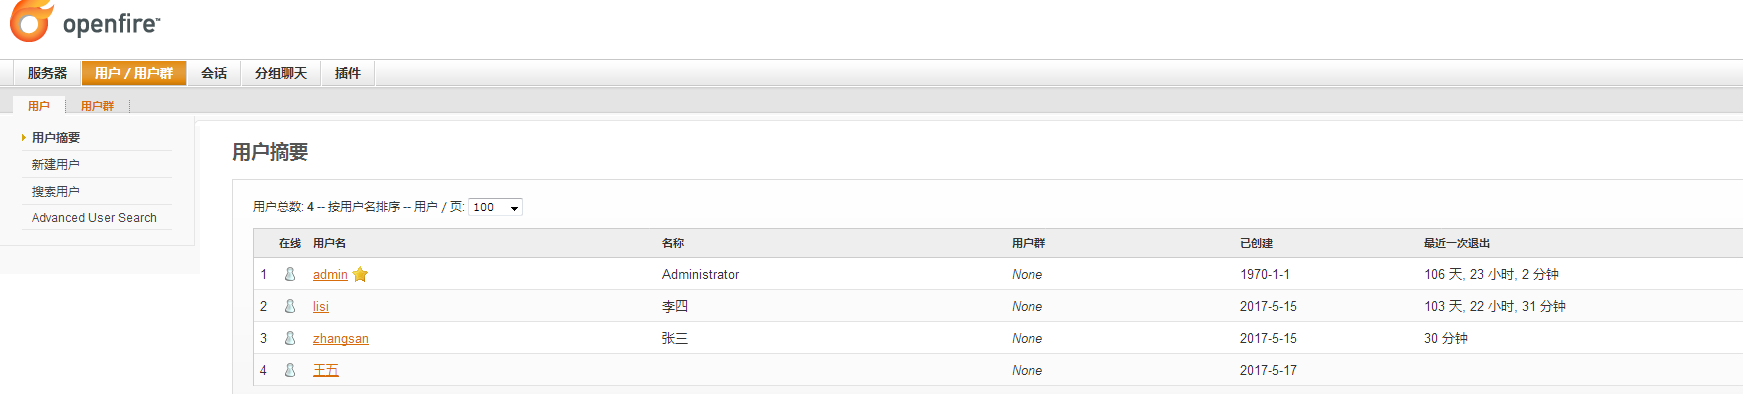 openfire™
服务器 用户 / 用户群 会话 分组聊天 插件
用户 用户群
用户摘要
新建用户
搜索用户
Advanced User Search
用户摘要
用户总数: 4 -- 按用户名排序 -- 用户 / 页: 100
在线 用户名 名称 用户群 已创建 最近一次退出
1 admin Administrator None 1970-1-1 106 天, 23 小时, 2 分钟
2 lisi 李四 None 2017-5-15 103 天, 22 小时, 31 分钟
3 zhangsan 张三 None 2017-5-15 30 分钟
4 王五 None 2017-5-17